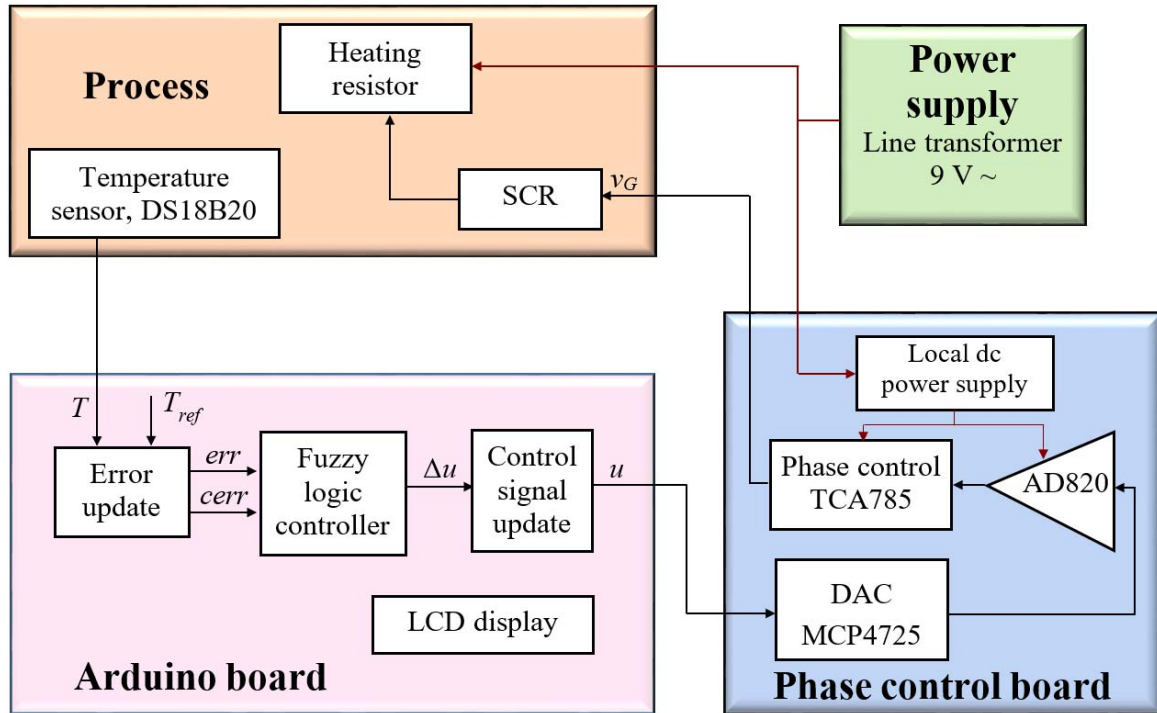 Process
Heating
resistor
Temperature
sensor, DS18B20
SCR
v_G
Power
supply
Line transformer
9 V ~
T
T_ref
Error
update
err
cerr
Fuzzy
logic
controller
Δu
Control
signal
update
u
LCD display
Arduino board
Local dc
power supply
Phase control
TCA785
AD820
DAC
MCP4725
Phase control board